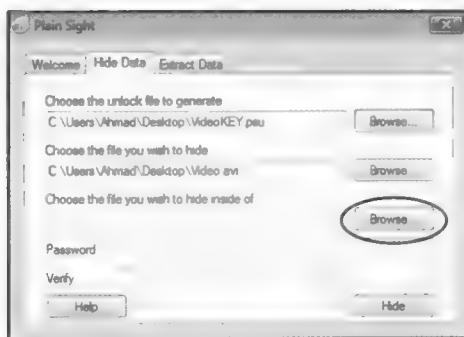 Plain Sight
Welcome Hide Data Extract Data
Choose the unlock file to generate
C:\Users\Ahmad\Desktop\VideoKEY.psu Browse...
Choose the file you wish to hide
C:\Users\Ahmad\Desktop\Video.avi Browse
Choose the file you wish to hide inside of
Browse
Password
Verify
Help Hide